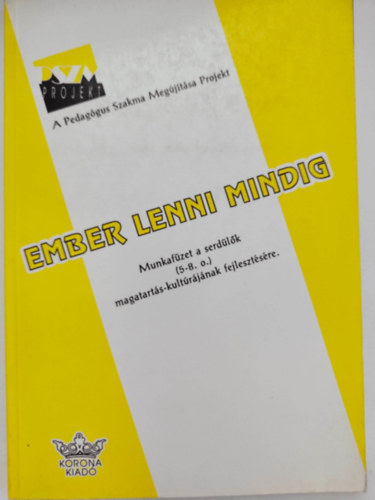 PSZM
PROJEKT
A Pedagógus Szakma Megújítása Projekt
EMBER LENNI MINDIG
Munkafüzet a serdülők
(5-8. o.)
magatartás-kultúrájának fejlesztésére.
KORONA
KIADÓ